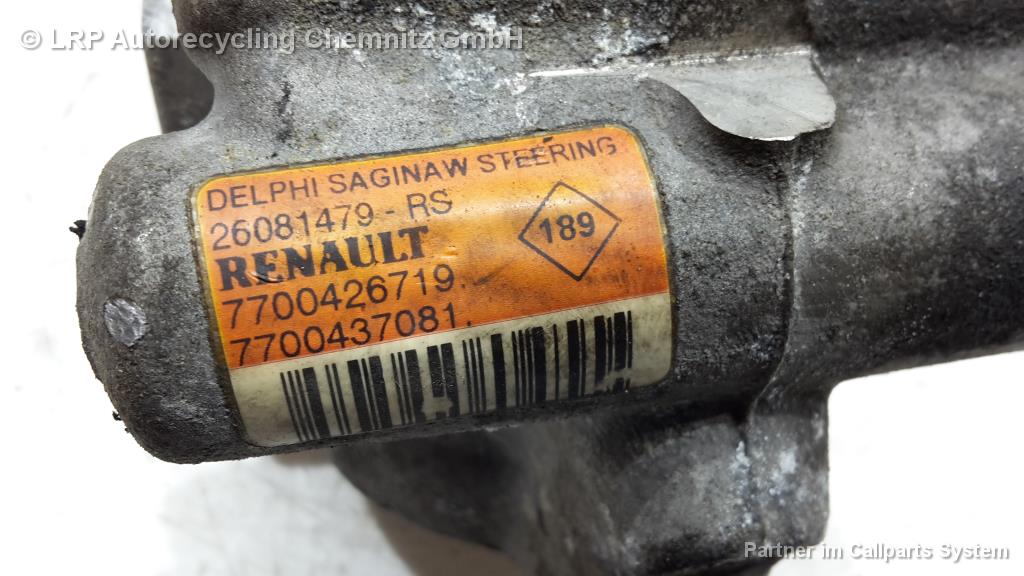 © LRP Autorecycling Chemnitz GmbH
DELPHI SAGINAW STEERING
26081479 - RS
RENAULT
189
7700426719.
7700437081.
Partner im Callparts System